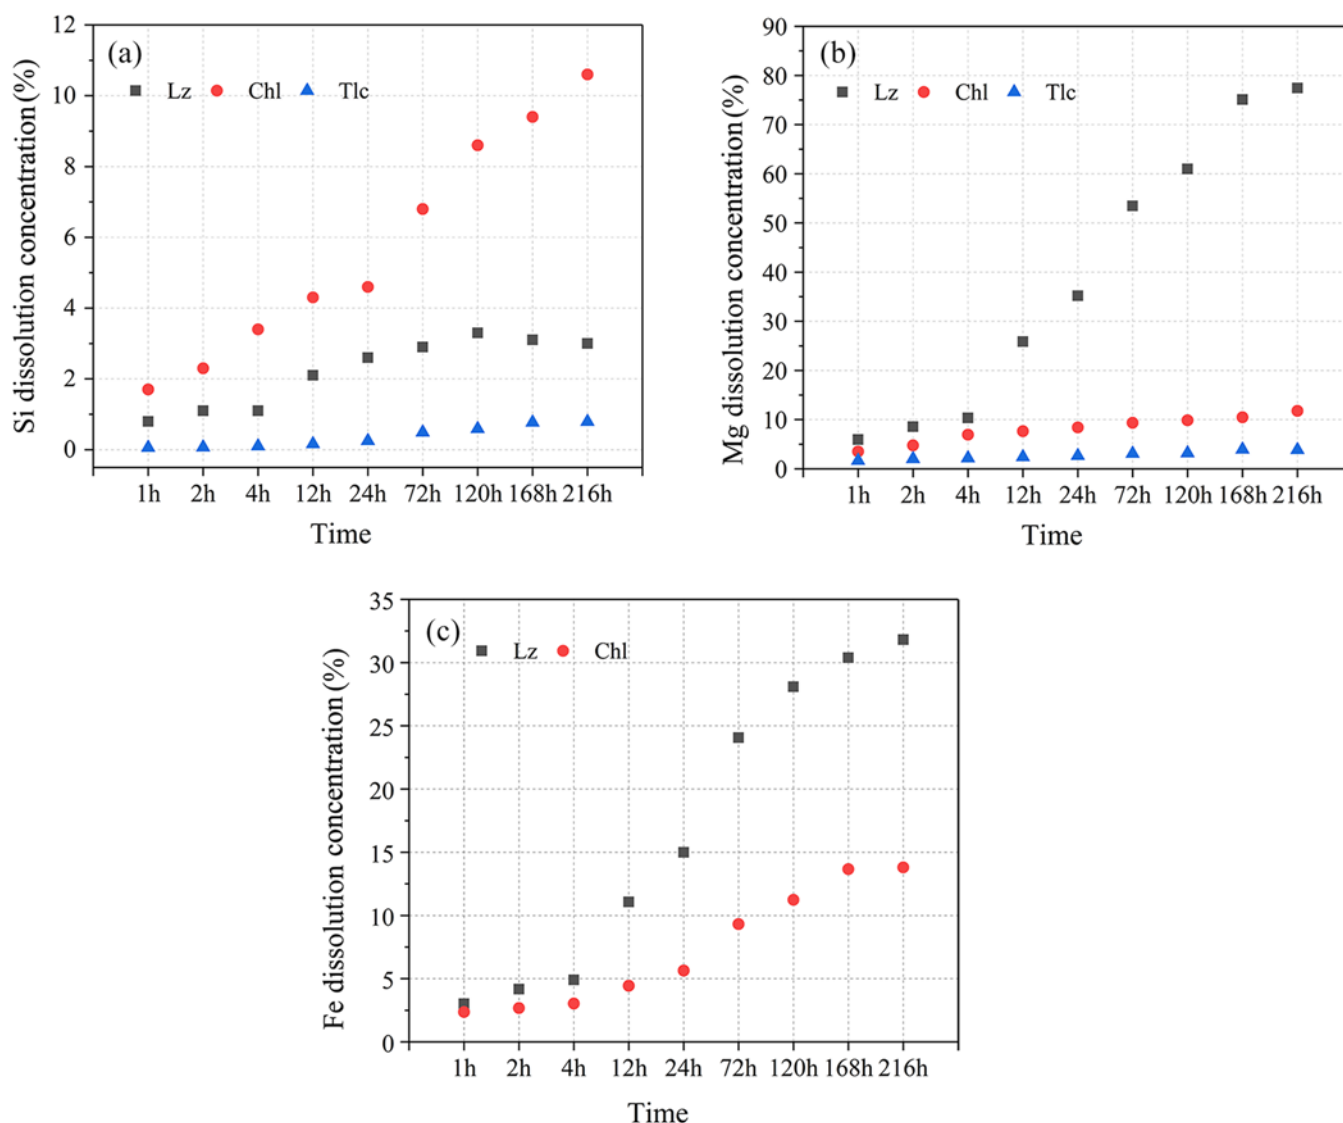 (a)
Lz Chl Tlc
Si dissolution concentration (%)
12
10
8
6
4
2
0
1h 2h 4h 12h 24h 72h 120h 168h 216h
Time
(b)
Lz Chl Tlc
Mg dissolution concentration (%)
90
80
70
60
50
40
30
20
10
0
1h 2h 4h 12h 24h 72h 120h 168h 216h
Time
(c)
Lz Chl
Fe dissolution concentration (%)
35
30
25
20
15
10
5
0
1h 2h 4h 12h 24h 72h 120h 168h 216h
Time